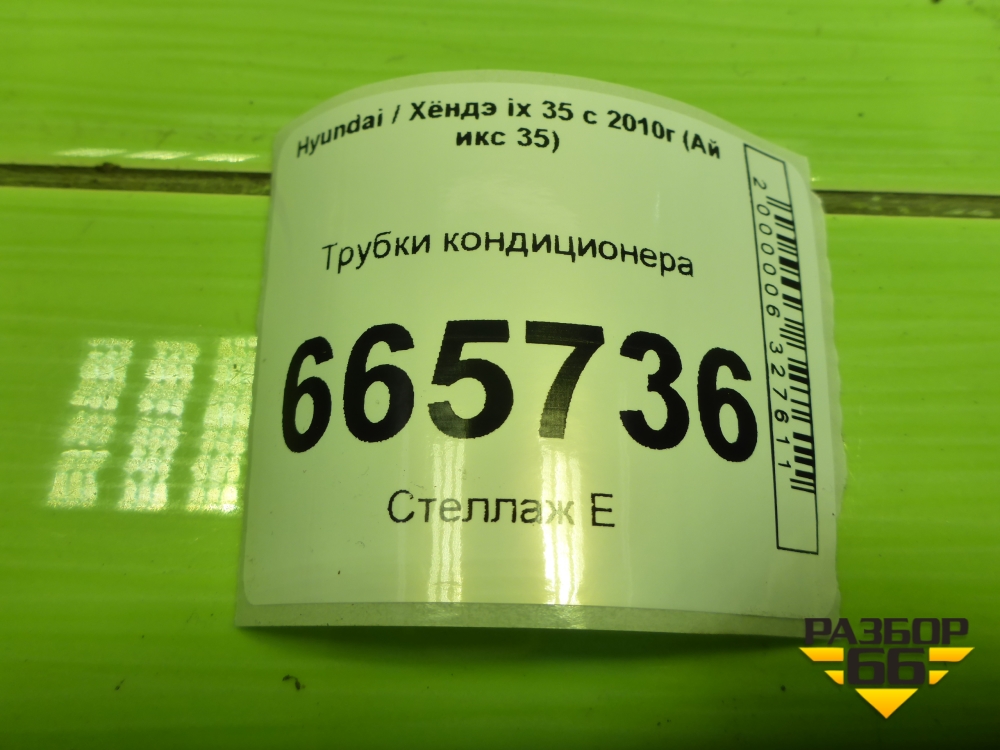 Hyundai / Хёндэ ix 35 с 2010г (Ай
икс 35)
Трубки кондиционера
665736
Стеллаж Е
2000006327611
РАЗБОР
66